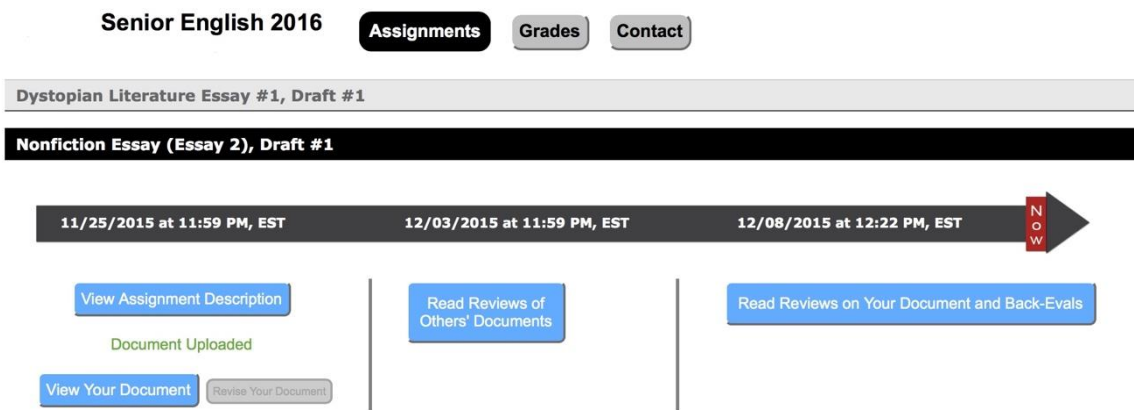 Senior English 2016
Assignments
Grades
Contact
Dystopian Literature Essay #1, Draft #1
Nonfiction Essay (Essay 2), Draft #1
11/25/2015 at 11:59 PM, EST
12/03/2015 at 11:59 PM, EST
12/08/2015 at 12:22 PM, EST
Now
View Assignment Description
Document Uploaded
View Your Document
Revise Your Document
Read Reviews of
Others' Documents
Read Reviews on Your Document and Back-Evals